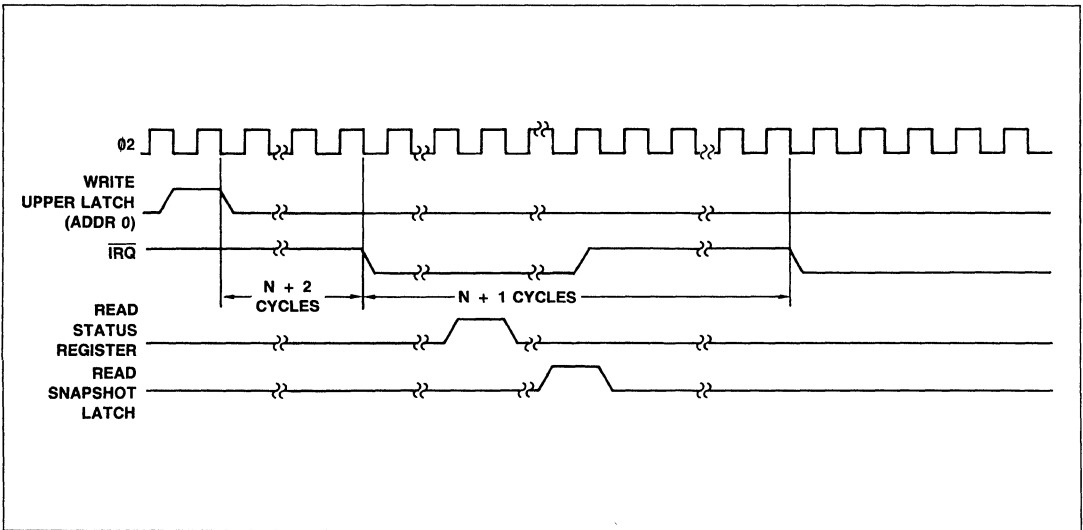 φ2
WRITE
UPPER LATCH
(ADDR 0)
IRQ
N + 2
CYCLES
N + 1 CYCLES
READ
STATUS
REGISTER
READ
SNAPSHOT
LATCH